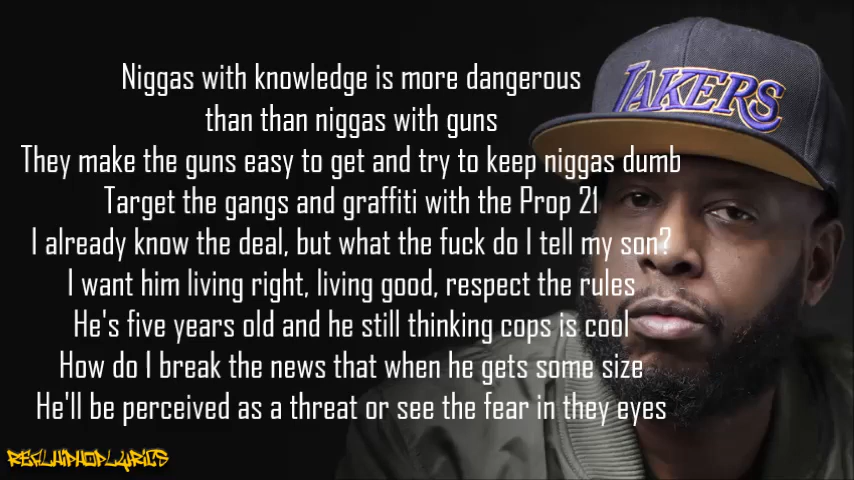 Niggas with knowledge is more dangerous
than than niggas with guns
They make the guns easy to get and try to keep niggas dumb
Target the gangs and graffiti with the Prop 21
I already know the deal, but what the fuck do I tell my son?
I want him living right, living good, respect the rules
He's five years old and he still thinking cops is cool
How do I break the news that when he gets some size
He'll be perceived as a threat or see the fear in they eyes
LAKERS
REALHIPHOPLYRICS